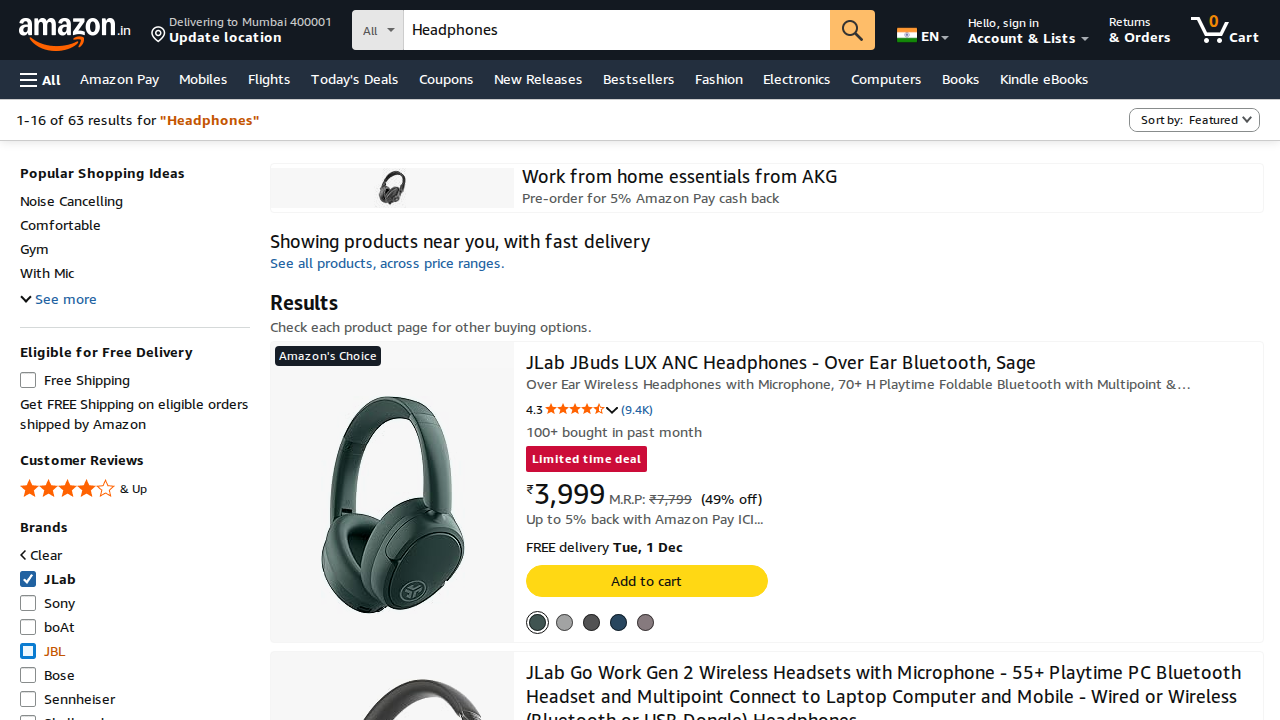 amazon.in
Delivering to Mumbai 400001
Update location
All
Headphones
EN
Hello, sign in
Account & Lists
Returns
& Orders
0
Cart
All
Amazon Pay
Mobiles
Flights
Today's Deals
Coupons
New Releases
Bestsellers
Fashion
Electronics
Computers
Books
Kindle eBooks
1-16 of 63 results for "Headphones"
Sort by: Featured
Popular Shopping Ideas
Noise Cancelling
Comfortable
Gym
With Mic
See more
Eligible for Free Delivery
Free Shipping
Get FREE Shipping on eligible orders
shipped by Amazon
Customer Reviews
& Up
Brands
Clear
JLab
Sony
boAt
JBL
Bose
Sennheiser
Work from home essentials from AKG
Pre-order for 5% Amazon Pay cash back
Showing products near you, with fast delivery
See all products, across price ranges.
Results
Check each product page for other buying options.
Amazon's Choice
JLab JBuds LUX ANC Headphones - Over Ear Bluetooth, Sage
Over Ear Wireless Headphones with Microphone, 70+ H Playtime Foldable Bluetooth with Multipoint &...
4.3
(9.4K)
100+ bought in past month
Limited time deal
₹3,999 M.R.P: ₹7,799 (49% off)
Up to 5% back with Amazon Pay ICI...
FREE delivery Tue, 1 Dec
Add to cart
JLab Go Work Gen 2 Wireless Headsets with Microphone - 55+ Playtime PC Bluetooth
Headset and Multipoint Connect to Laptop Computer and Mobile - Wired or Wireless
(Bluetooth or USB Dongle) Headphones